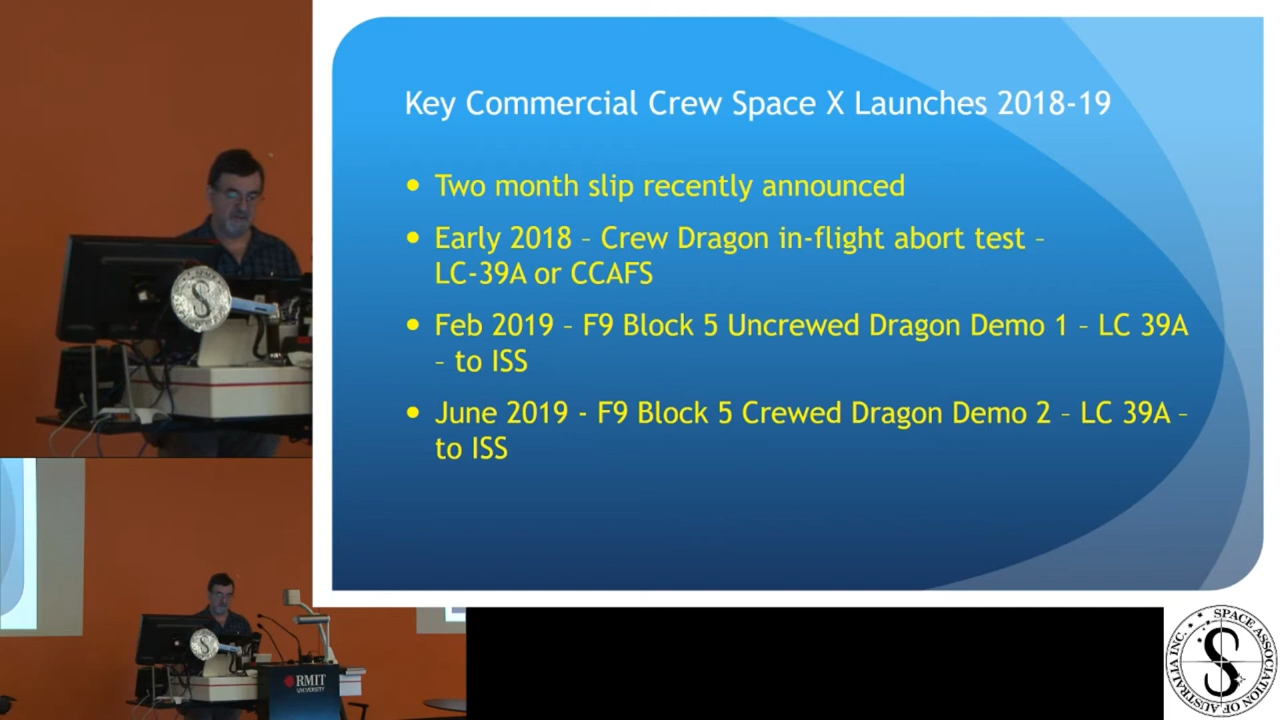 Key Commercial Crew Space X Launches 2018-19
• Two month slip recently announced
• Early 2018 – Crew Dragon in-flight abort test –
LC-39A or CCAFS
• Feb 2019 – F9 Block 5 Uncrewed Dragon Demo 1 – LC 39A
– to ISS
• June 2019 - F9 Block 5 Crewed Dragon Demo 2 – LC 39A –
to ISS
RMIT
UNIVERSITY
SPACE ASSOCIATION OF AUSTRALIA INC.
S